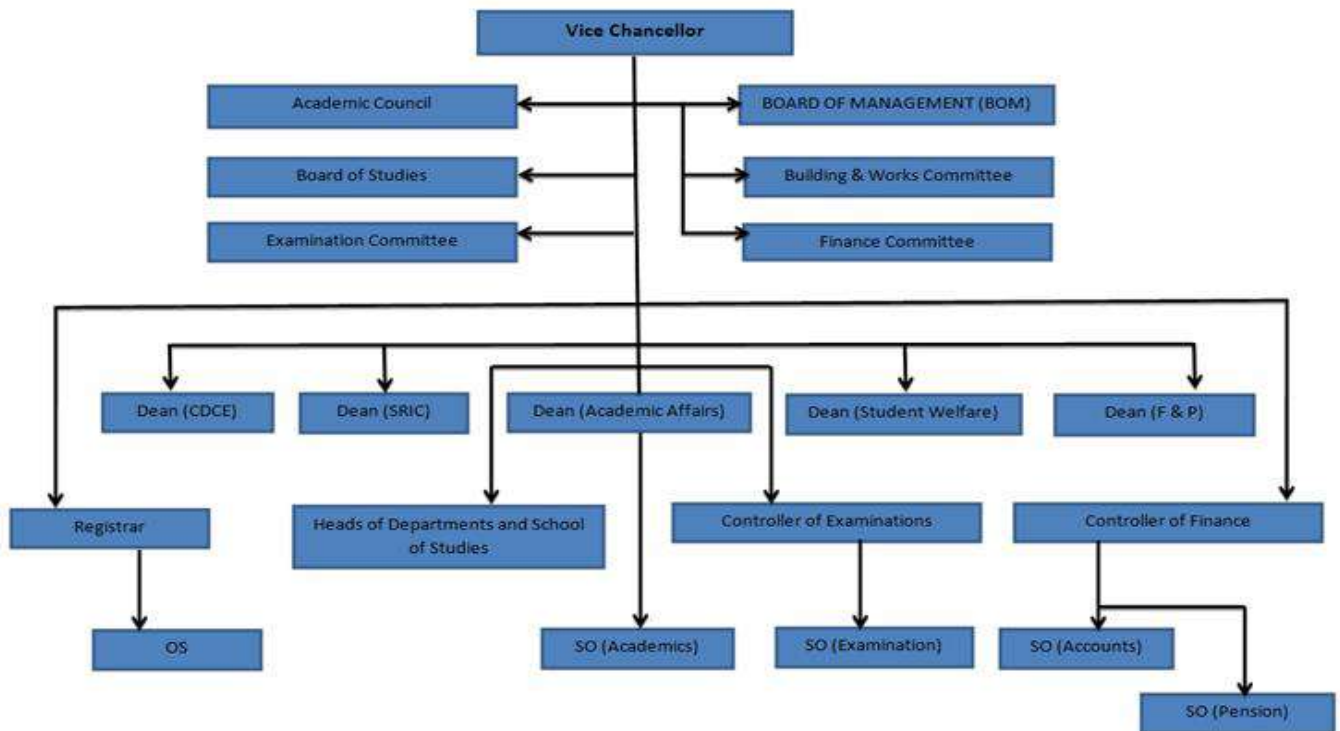 Vice Chancellor
Academic Council
BOARD OF MANAGEMENT (BOM)
Board of Studies
Building & Works Committee
Examination Committee
Finance Committee
Dean (CDCE)
Dean (SRIC)
Dean (Academic Affairs)
Dean (Student Welfare)
Dean (F & P)
Registrar
Heads of Departments and School
of Studies
Controller of Examinations
Controller of Finance
OS
SO (Academics)
SO (Examination)
SO (Accounts)
SO (Pension)